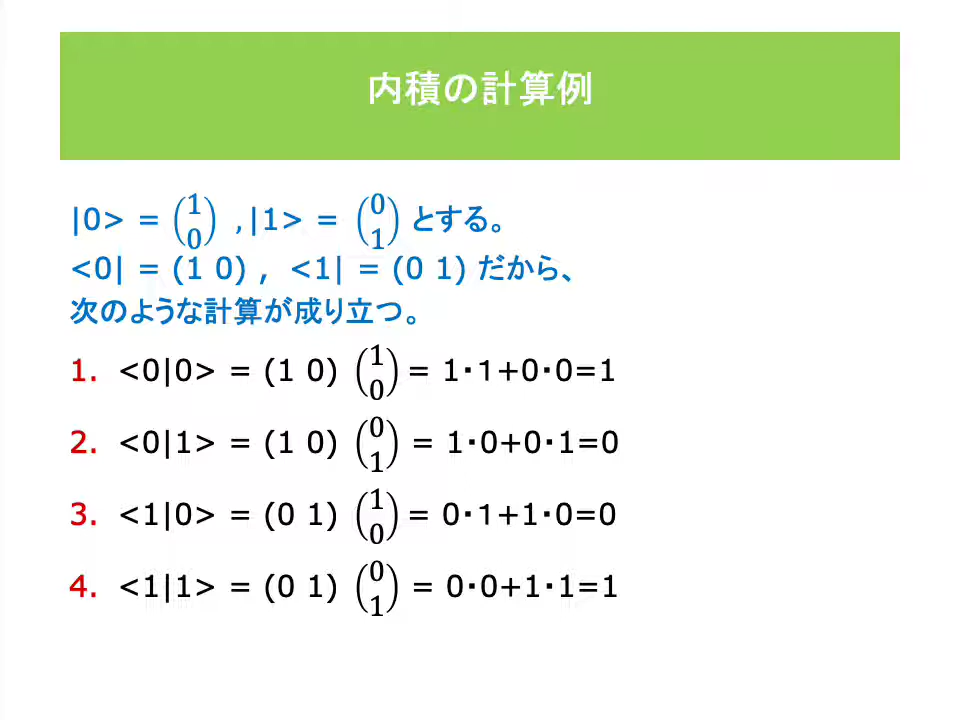 内積の計算例
|0> = (1 0) ,|1> = (0 1) とする。
<0| = (1 0) , <1| = (0 1) だから、
次のような計算が成り立つ。
1. <0|0> = (1 0) (1 0) = 1・1+0・0=1
2. <0|1> = (1 0) (0 1) = 1・0+0・1=0
3. <1|0> = (0 1) (1 0) = 0・1+1・0=0
4. <1|1> = (0 1) (0 1) = 0・0+1・1=1